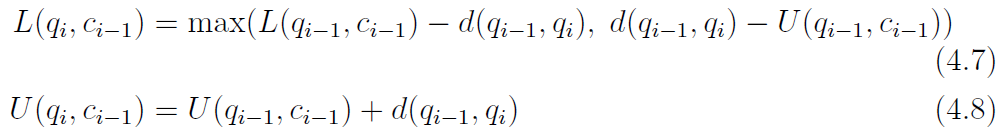 L(q_i, c_{i−1}) = max(L(q_{i−1}, c_{i−1}) − d(q_{i−1}, q_i), d(q_{i−1}, q_i) − U(q_{i−1}, c_{i−1}))
(4.7)
U(q_i, c_{i−1}) = U(q_{i−1}, c_{i−1}) + d(q_{i−1}, q_i) (4.8)